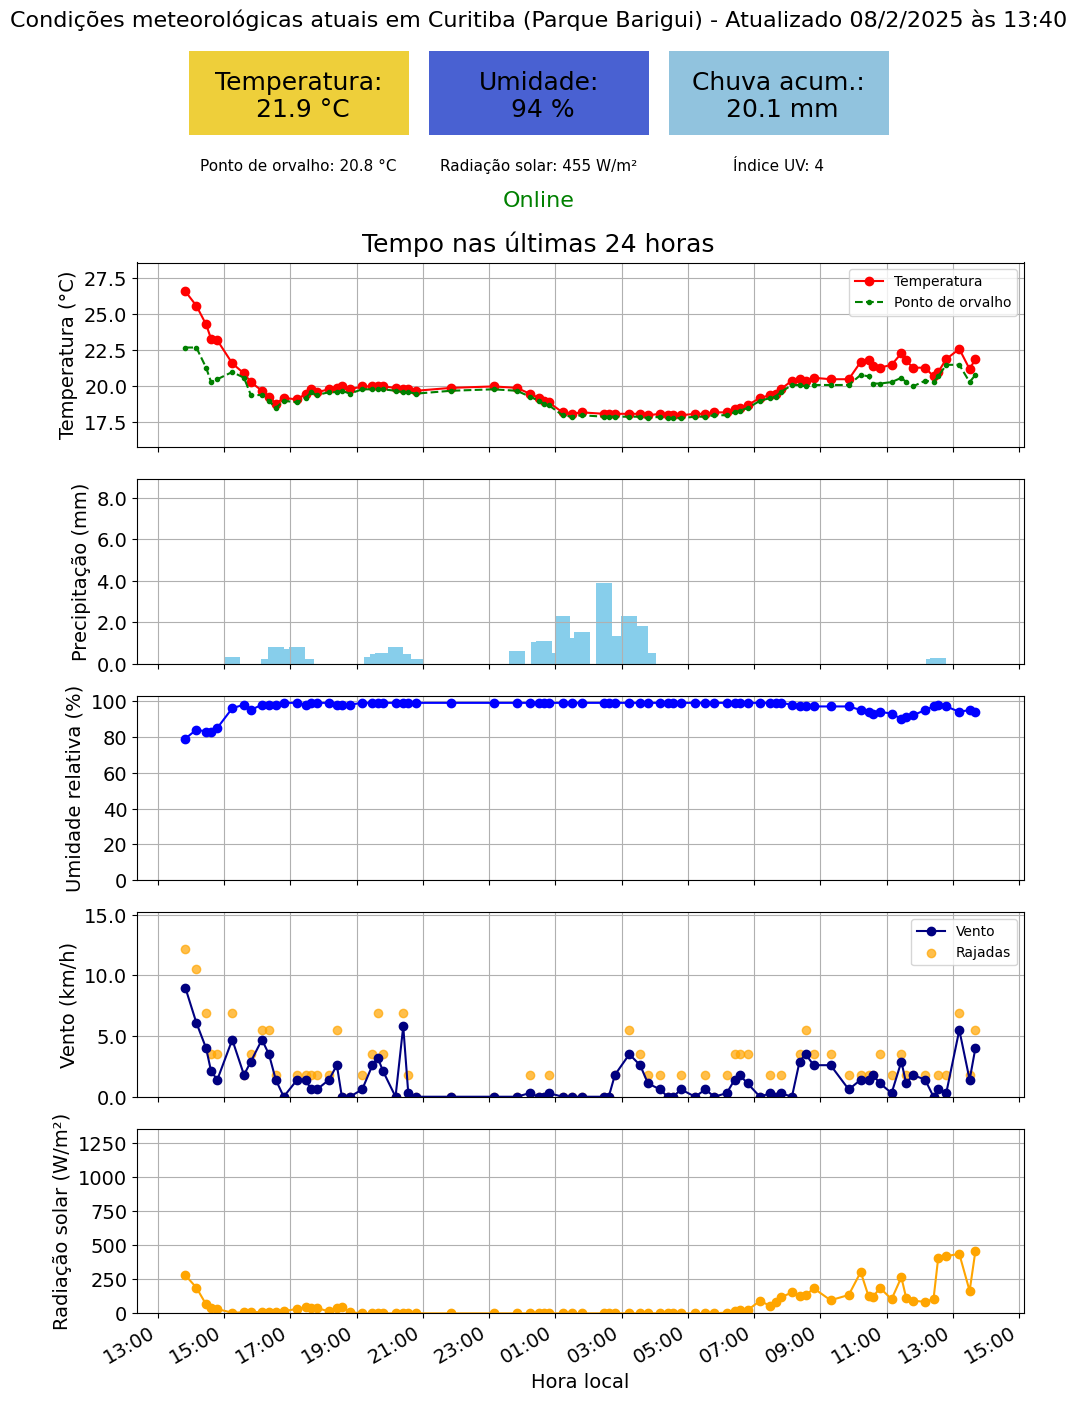 Condições meteorológicas atuais em Curitiba (Parque Barigui) - Atualizado 08/2/2025 às 13:40
Temperatura:
21.9 °C
Umidade:
94 %
Chuva acum.:
20.1 mm
Ponto de orvalho: 20.8 °C
Radiação solar: 455 W/m²
Índice UV: 4
Online
Tempo nas últimas 24 horas
Temperatura (°C)
27.5
25.0
22.5
20.0
17.5
Temperatura
Ponto de orvalho
Precipitação (mm)
8.0
6.0
4.0
2.0
0.0
Umidade relativa (%)
100
80
60
40
20
0
Vento (km/h)
15.0
10.0
5.0
0.0
Vento
Rajadas
Radiação solar (W/m²)
1250
1000
750
500
250
0
13:00
15:00
17:00
19:00
21:00
23:00
01:00
03:00
05:00
07:00
09:00
11:00
13:00
15:00
Hora local